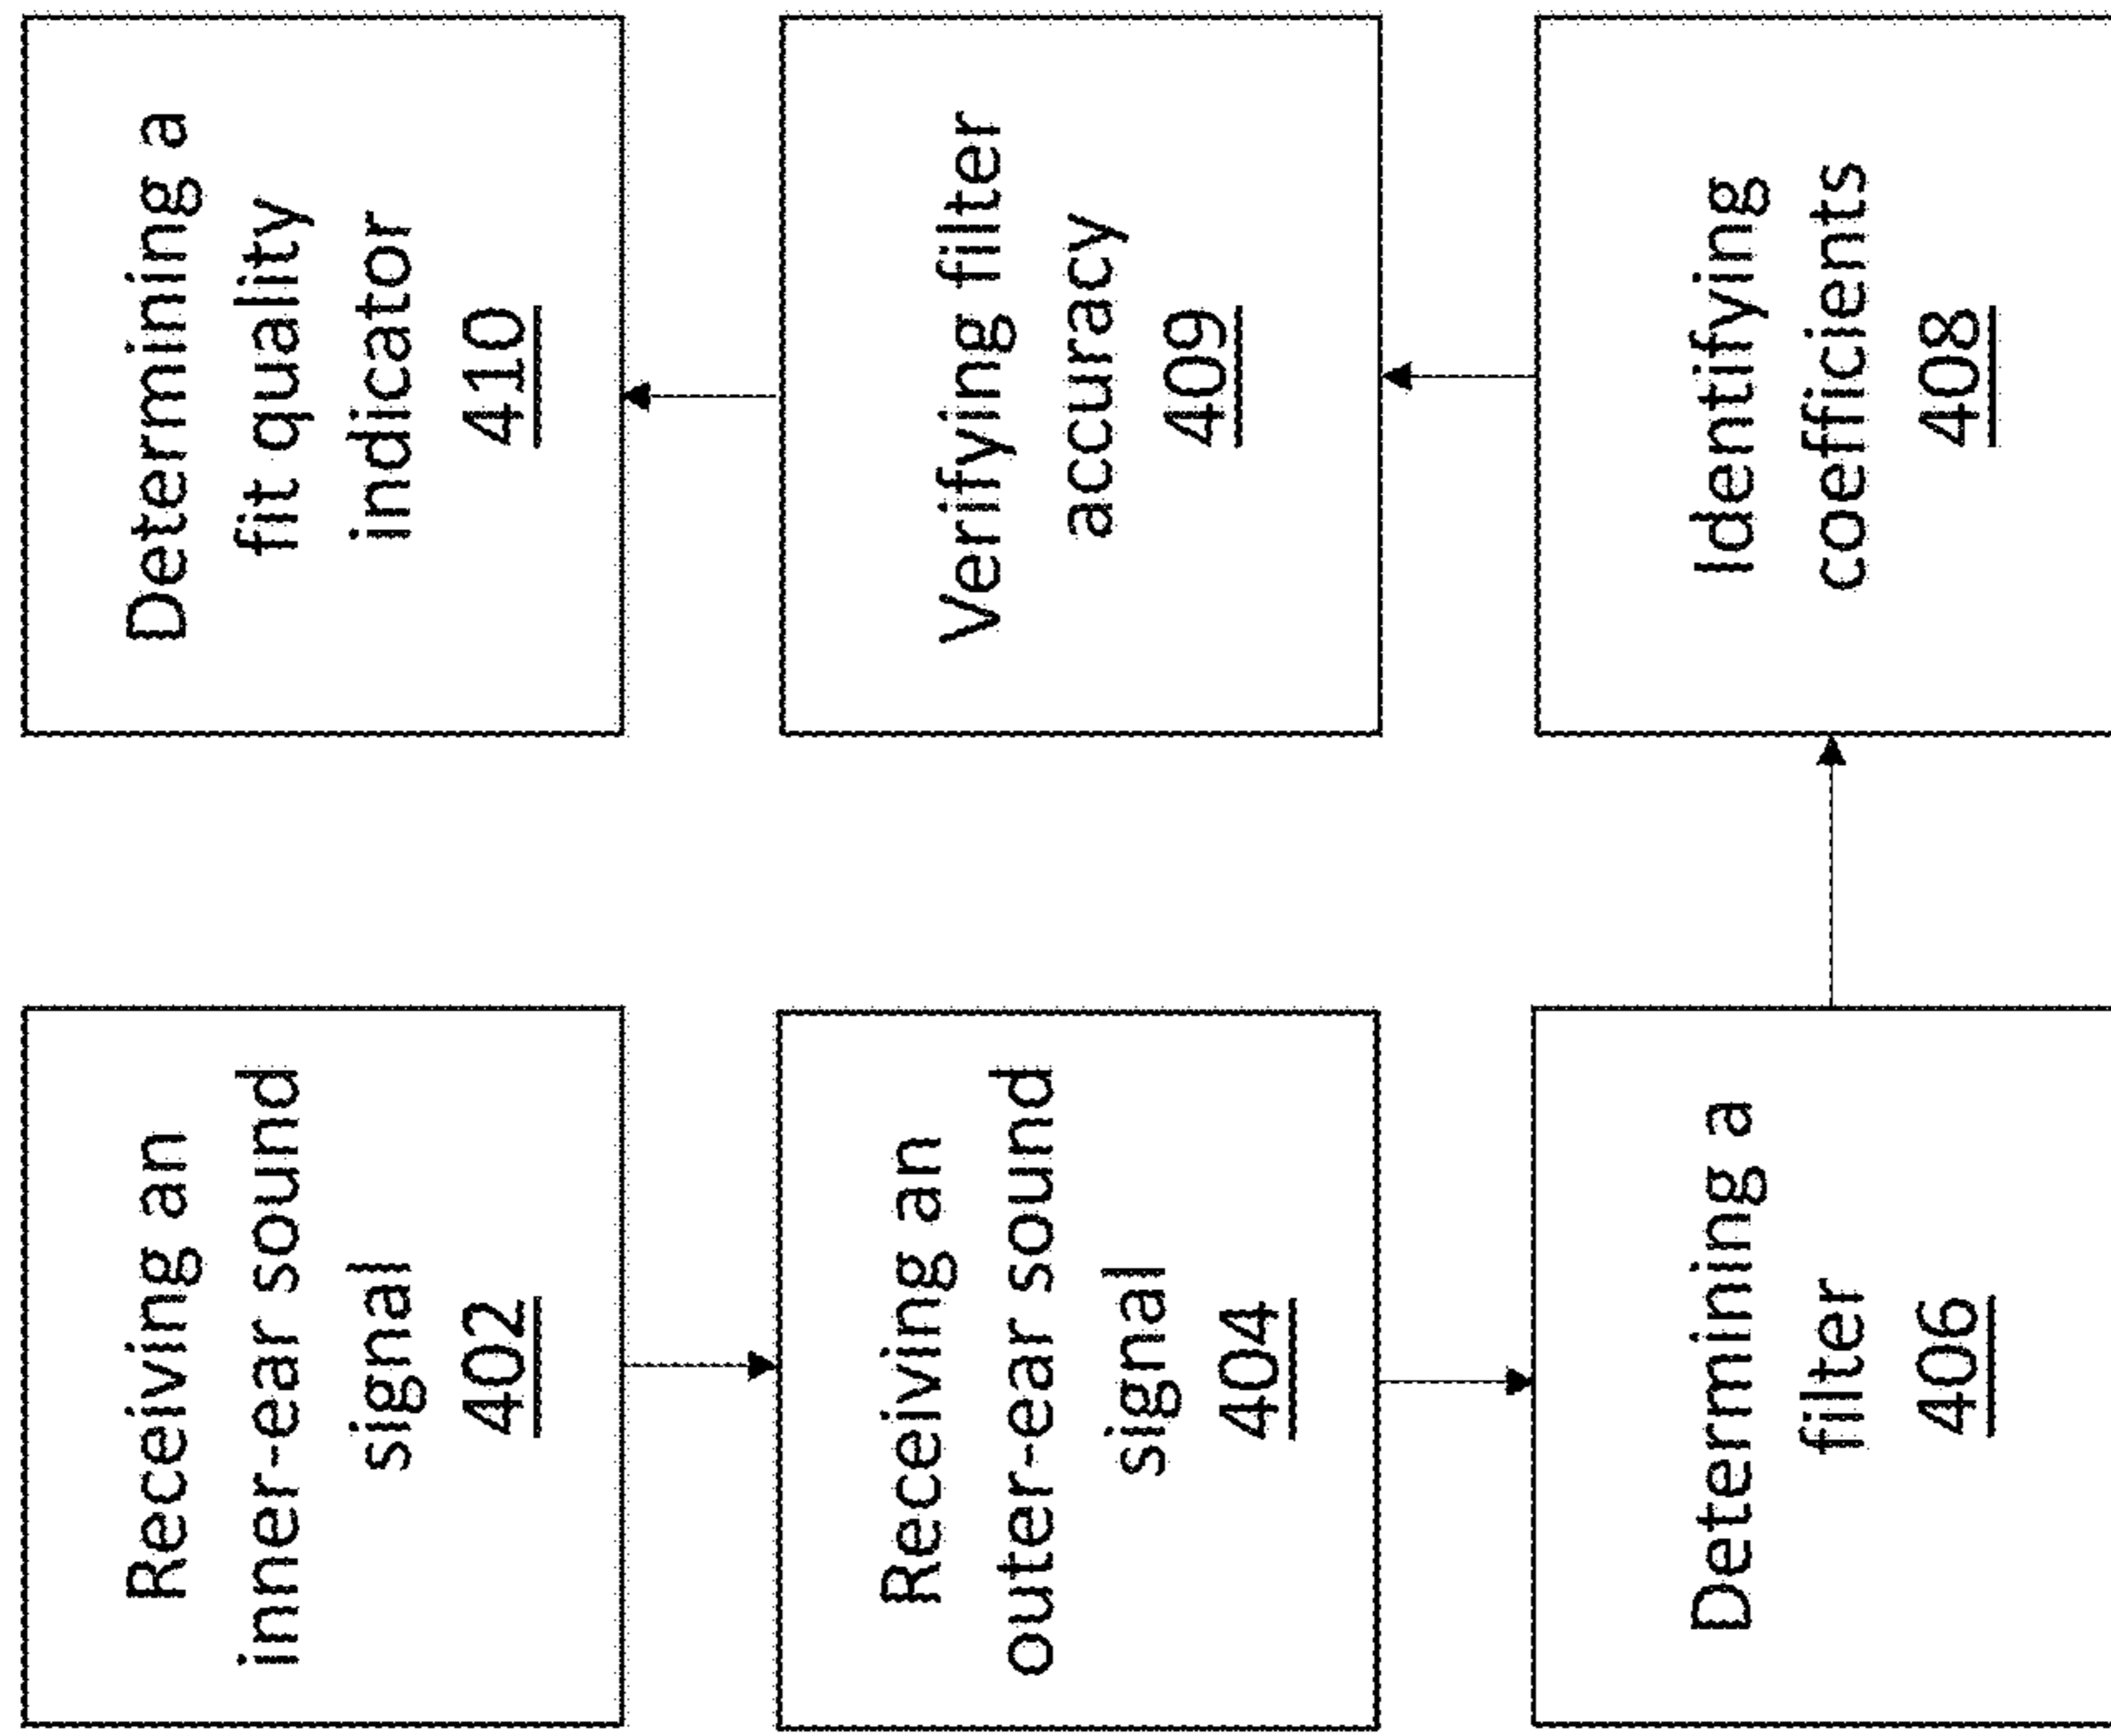 Receiving an
inner-ear sound
signal
402
Receiving an
outer-ear sound
signal
404
Determining a
filter
406
Identifying
coefficients
408
Verifying filter
accuracy
409
Determining a
fit quality
indicator
410